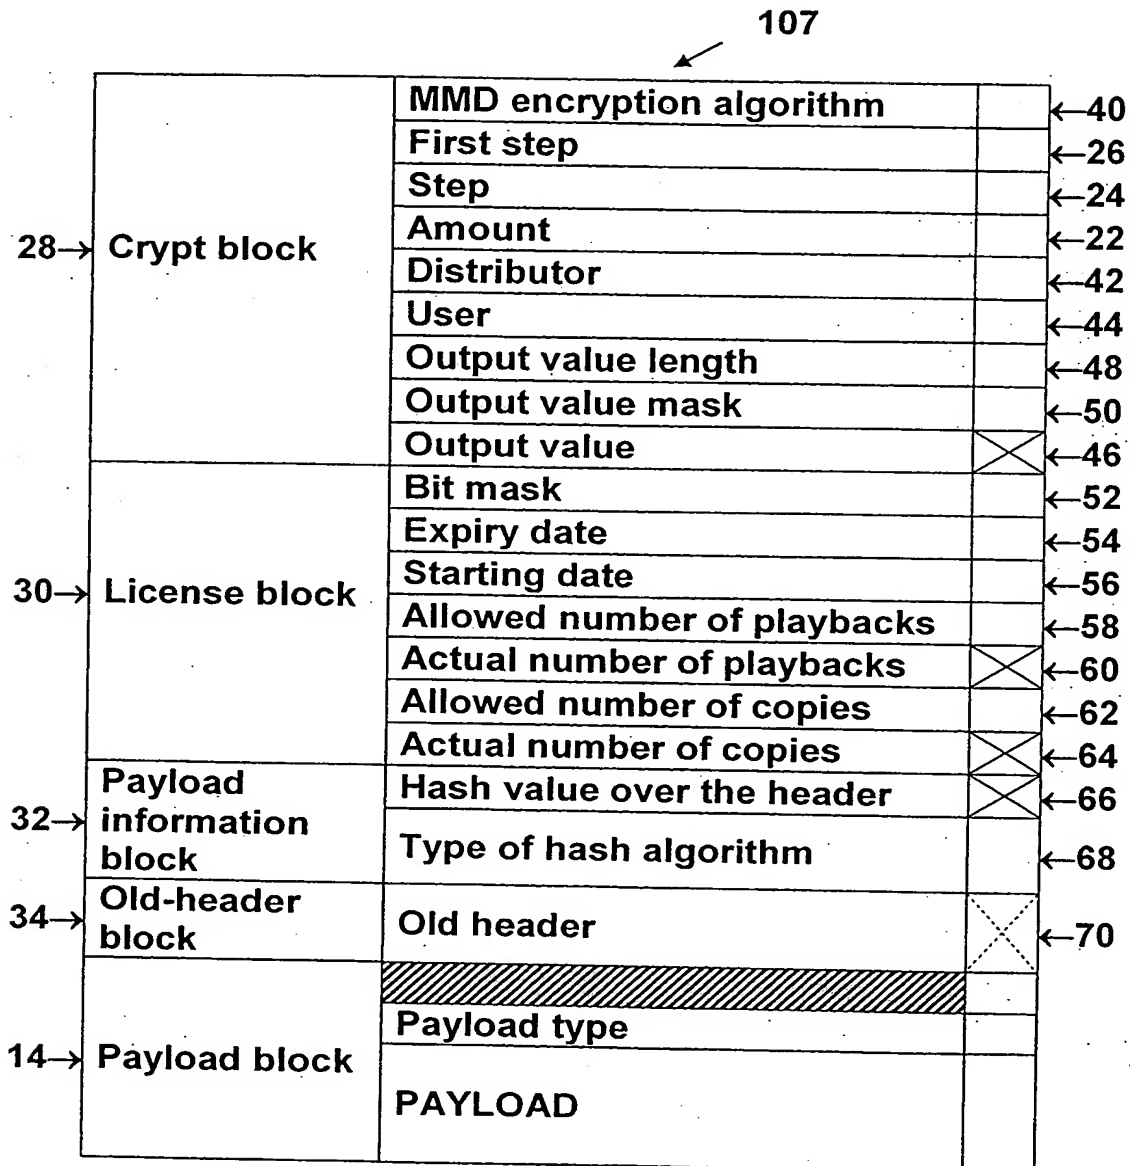 107
MMD encryption algorithm ←40
First step ←26
Step ←24
Amount ←22
28→ Crypt block
Distributor ←42
User ←44
Output value length ←48
Output value mask ←50
Output value ←46
Bit mask ←52
Expiry date ←54
Starting date ←56
30→ License block
Allowed number of playbacks ←58
Actual number of playbacks ←60
Allowed number of copies ←62
Actual number of copies ←64
Payload
information
block
32→
Hash value over the header ←66
Type of hash algorithm ←68
Old-header
block
34→
Old header ←70
Payload type
14→ Payload block
PAYLOAD